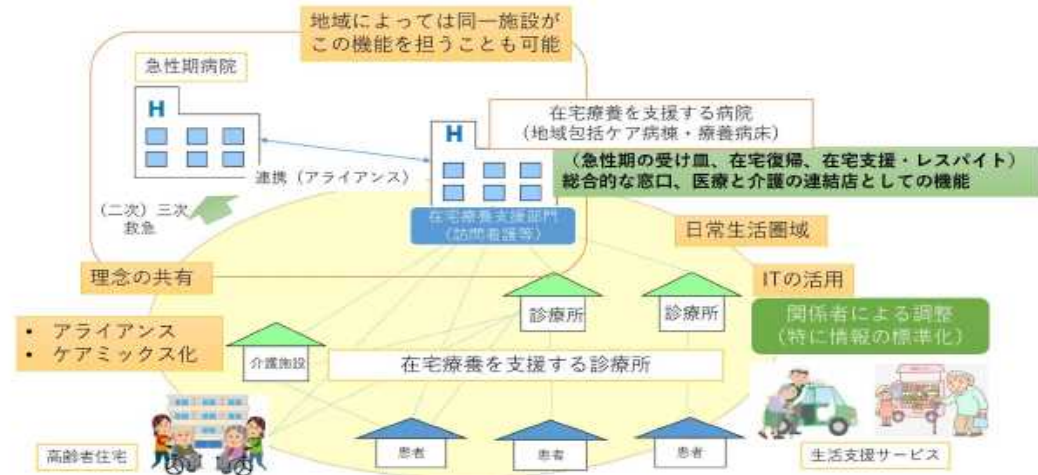 地域によっては同一施設が
この機能を担うことも可能
急性期病院
H
H
在宅療養を支援する病院
（地域包括ケア病棟・療養病床）
（急性期の受け皿、在宅復帰、在宅支援・レスパイト）
総合的な窓口、医療と介護の連結店としての機能
連携（アライアンス）
（二次）三次
救急
在宅療養支援部門
（訪問看護等）
日常生活圏域
理念の共有
ITの活用
診療所
診療所
関係者による調整
（特に情報の標準化）
• アライアンス
• ケアミックス化
介護施設
在宅療養を支援する診療所
高齢者住宅
患者
患者
患者
生活支援サービス